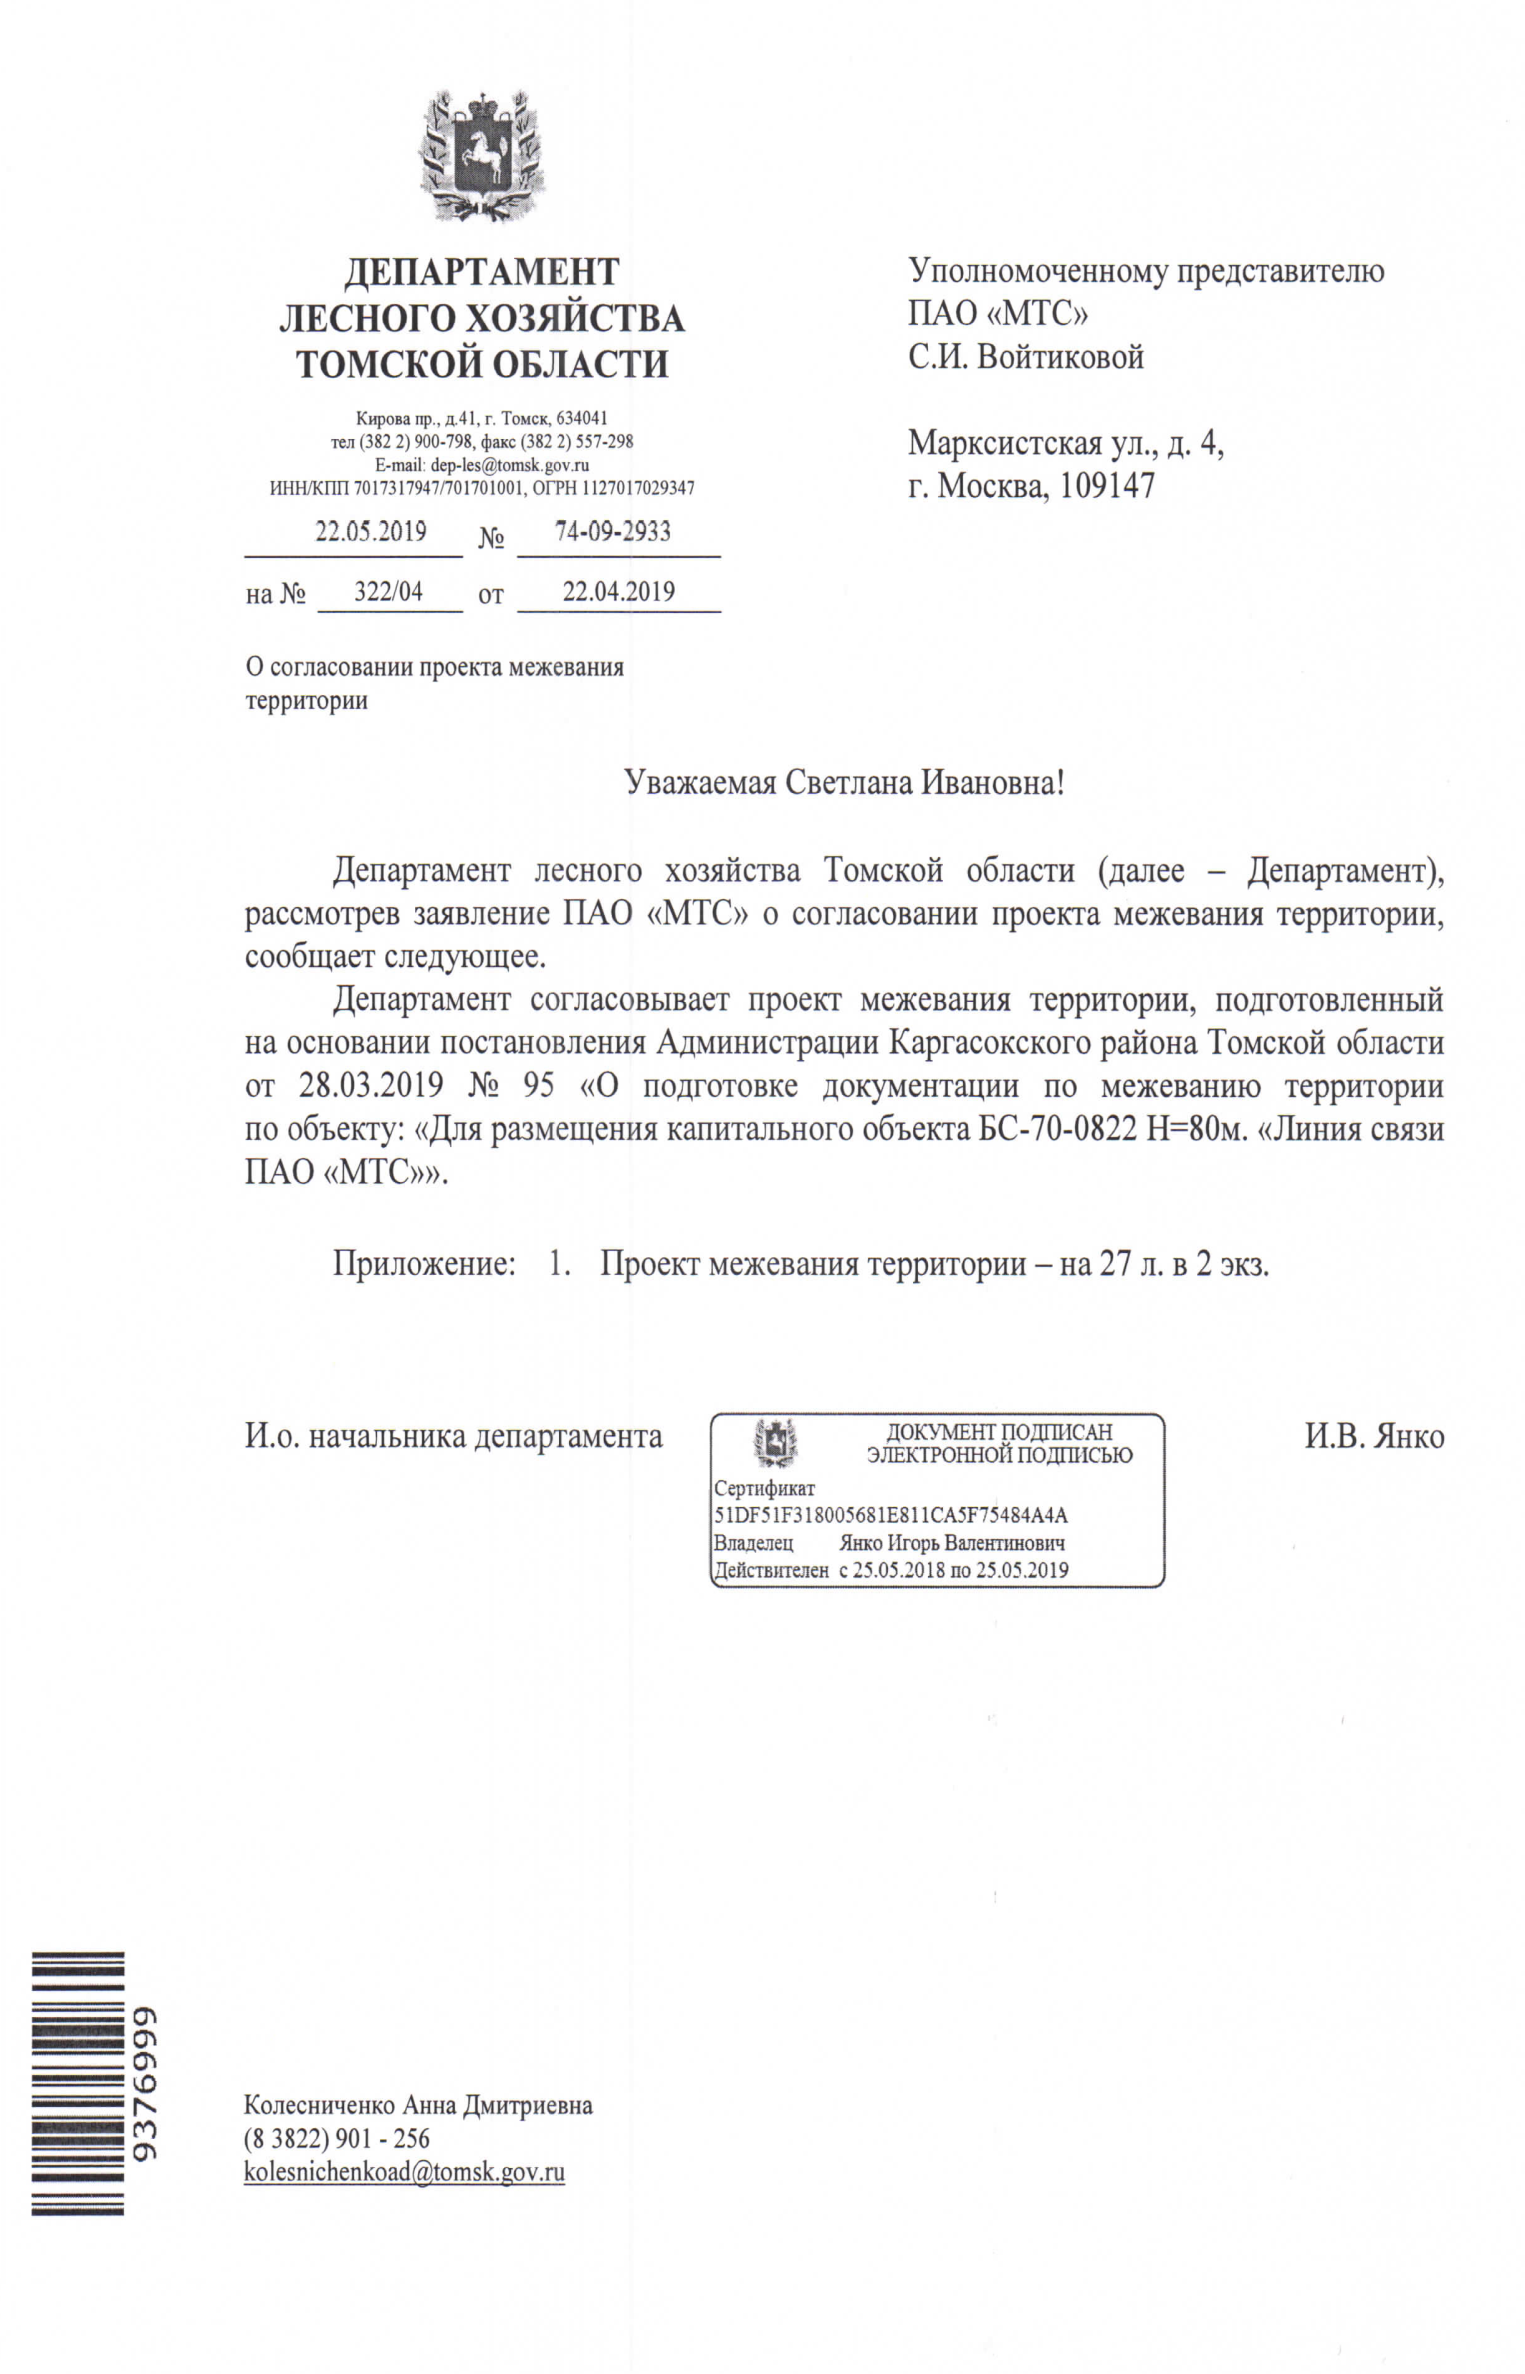 ДЕПАРТАМЕНТ
ЛЕСНОГО ХОЗЯЙСТВА
ТОМСКОЙ ОБЛАСТИ
Кирова пр., д.41, г. Томск, 634041
тел (382 2) 900-798, факс (382 2) 557-298
E-mail: dep-les@tomsk.gov.ru
ИНН/КПП 7017317947/701701001, ОГРН 1127017029347
22.05.2019 № 74-09-2933
на № 322/04 от 22.04.2019
О согласовании проекта межевания
территории
Уполномоченному представителю
ПАО «МТС»
С.И. Войтиковой
Марксистская ул., д. 4,
г. Москва, 109147
Уважаемая Светлана Ивановна!
Департамент лесного хозяйства Томской области (далее – Департамент),
рассмотрев заявление ПАО «МТС» о согласовании проекта межевания территории,
сообщает следующее.
Департамент согласовывает проект межевания территории, подготовленный
на основании постановления Администрации Каргасокского района Томской области
от 28.03.2019 № 95 «О подготовке документации по межеванию территории
по объекту: «Для размещения капитального объекта БС-70-0822 Н=80м. «Линия связи
ПАО «МТС»».
Приложение: 1. Проект межевания территории – на 27 л. в 2 экз.
И.о. начальника департамента
ДОКУМЕНТ ПОДПИСАН
ЭЛЕКТРОННОЙ ПОДПИСЬЮ
Сертификат
51DF51F318005681E811CA5F75484A4A
Владелец Янко Игорь Валентинович
Действителен с 25.05.2018 по 25.05.2019
И.В. Янко
9376999
Колесниченко Анна Дмитриевна
(8 3822) 901 - 256
kolesnichenkoad@tomsk.gov.ru